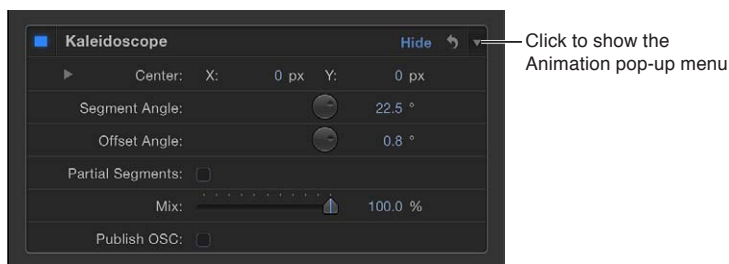 Kaleidoscope Hide
Center: X: 0 px Y: 0 px
Segment Angle: 22.5 °
Offset Angle: 0.8 °
Partial Segments:
Mix: 100.0 %
Publish OSC:
Click to show the
Animation pop-up menu